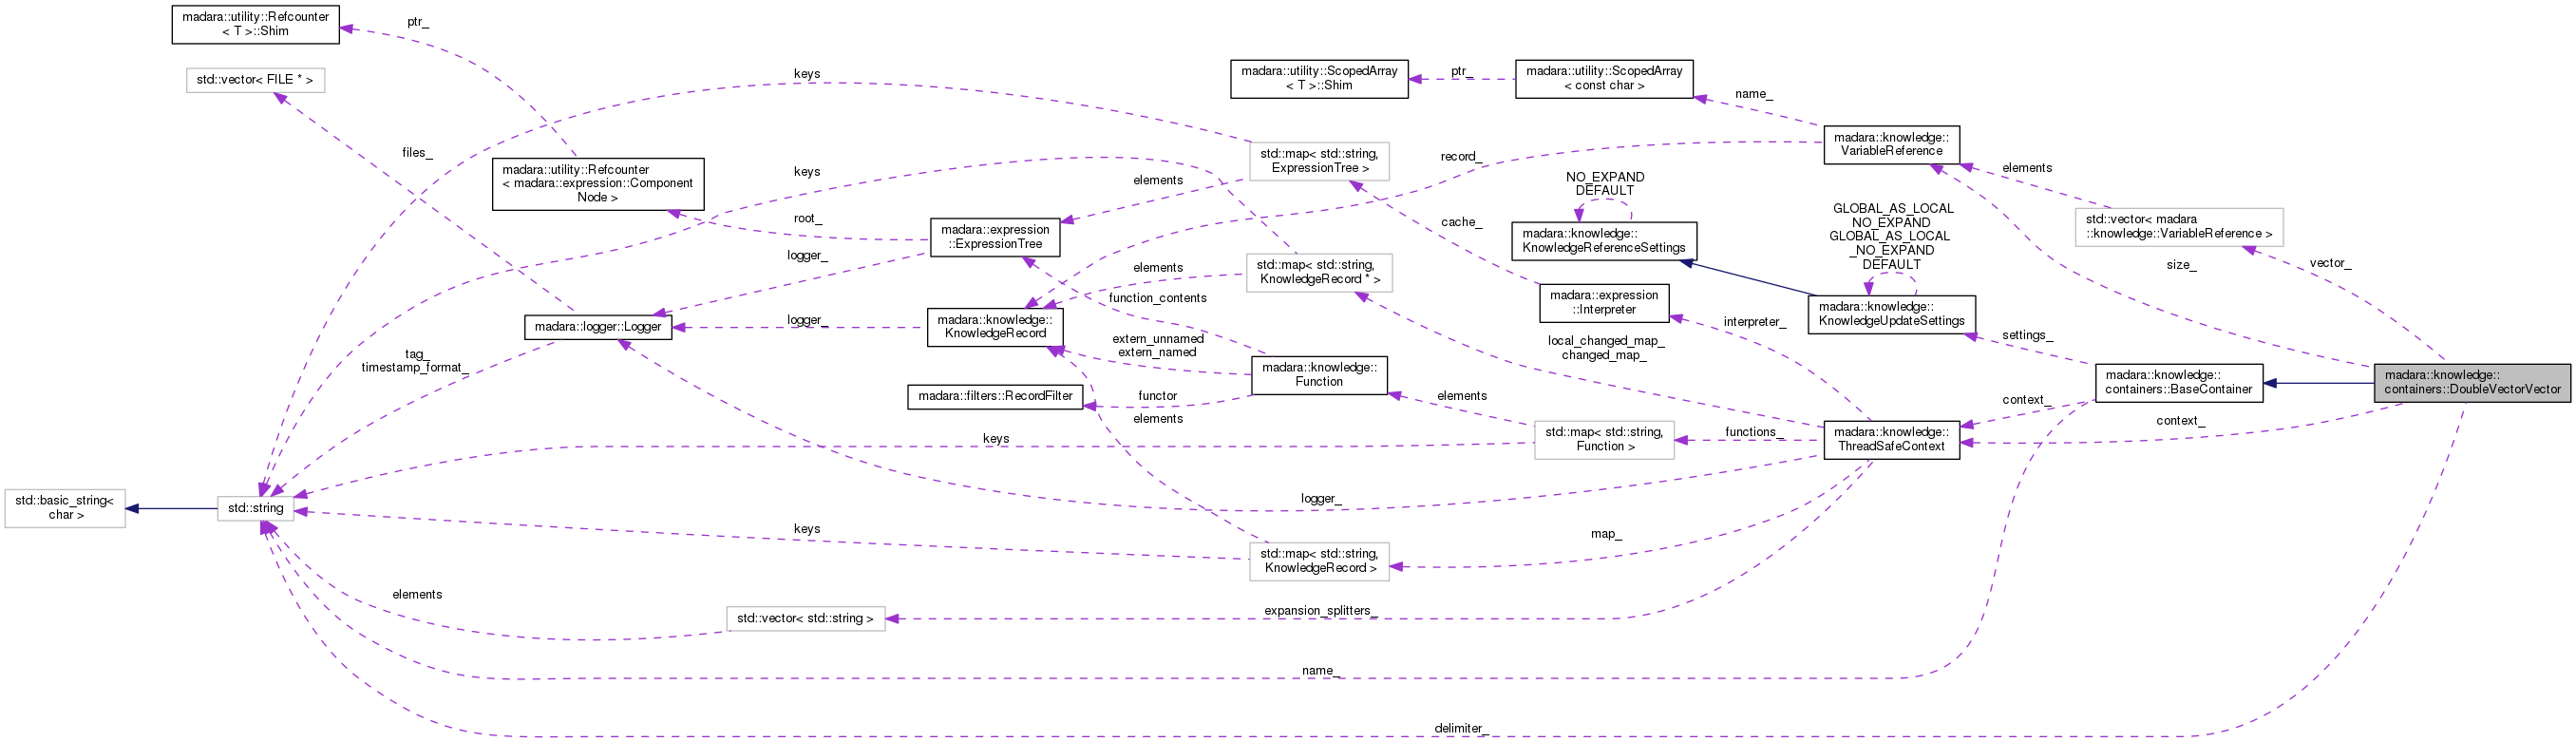 madara::utility::Refcounter
< T >::Shim
ptr_
std::vector< FILE * >
keys
madara::utility::ScopedArray
< T >::Shim
ptr_
madara::utility::ScopedArray
< const char >
name_
madara::knowledge::
VariableReference
files_
madara::utility::Refcounter
< madara::expression::Component
Node >
keys
elements
std::map< std::string,
ExpressionTree >
record_
NO_EXPAND
DEFAULT
elements
root_
madara::expression
::ExpressionTree
cache_
madara::knowledge::
KnowledgeReferenceSettings
GLOBAL_AS_LOCAL
NO_EXPAND
GLOBAL_AS_LOCAL
_NO_EXPAND
DEFAULT
std::vector< madara
::knowledge::VariableReference >
logger_
elements
std::map< std::string,
KnowledgeRecord * >
size_
vector_
function_contents
madara::expression
::Interpreter
madara::knowledge::
KnowledgeUpdateSettings
madara::logger::Logger
logger_
madara::knowledge::
KnowledgeRecord
interpreter_
settings_
extern_unnamed
extern_named
local_changed_map_
changed_map_
tag_
timestamp_format_
madara::knowledge::
Function
madara::knowledge::
containers::BaseContainer
madara::knowledge::
containers::DoubleVectorVector
madara::filters::RecordFilter
functor
elements
elements
context_
context_
keys
std::map< std::string,
Function >
functions_
madara::knowledge::
ThreadSafeContext
std::basic_string<
char >
std::string
logger_
keys
std::map< std::string,
KnowledgeRecord >
map_
elements
std::vector< std::string >
expansion_splitters_
name_
delimiter_